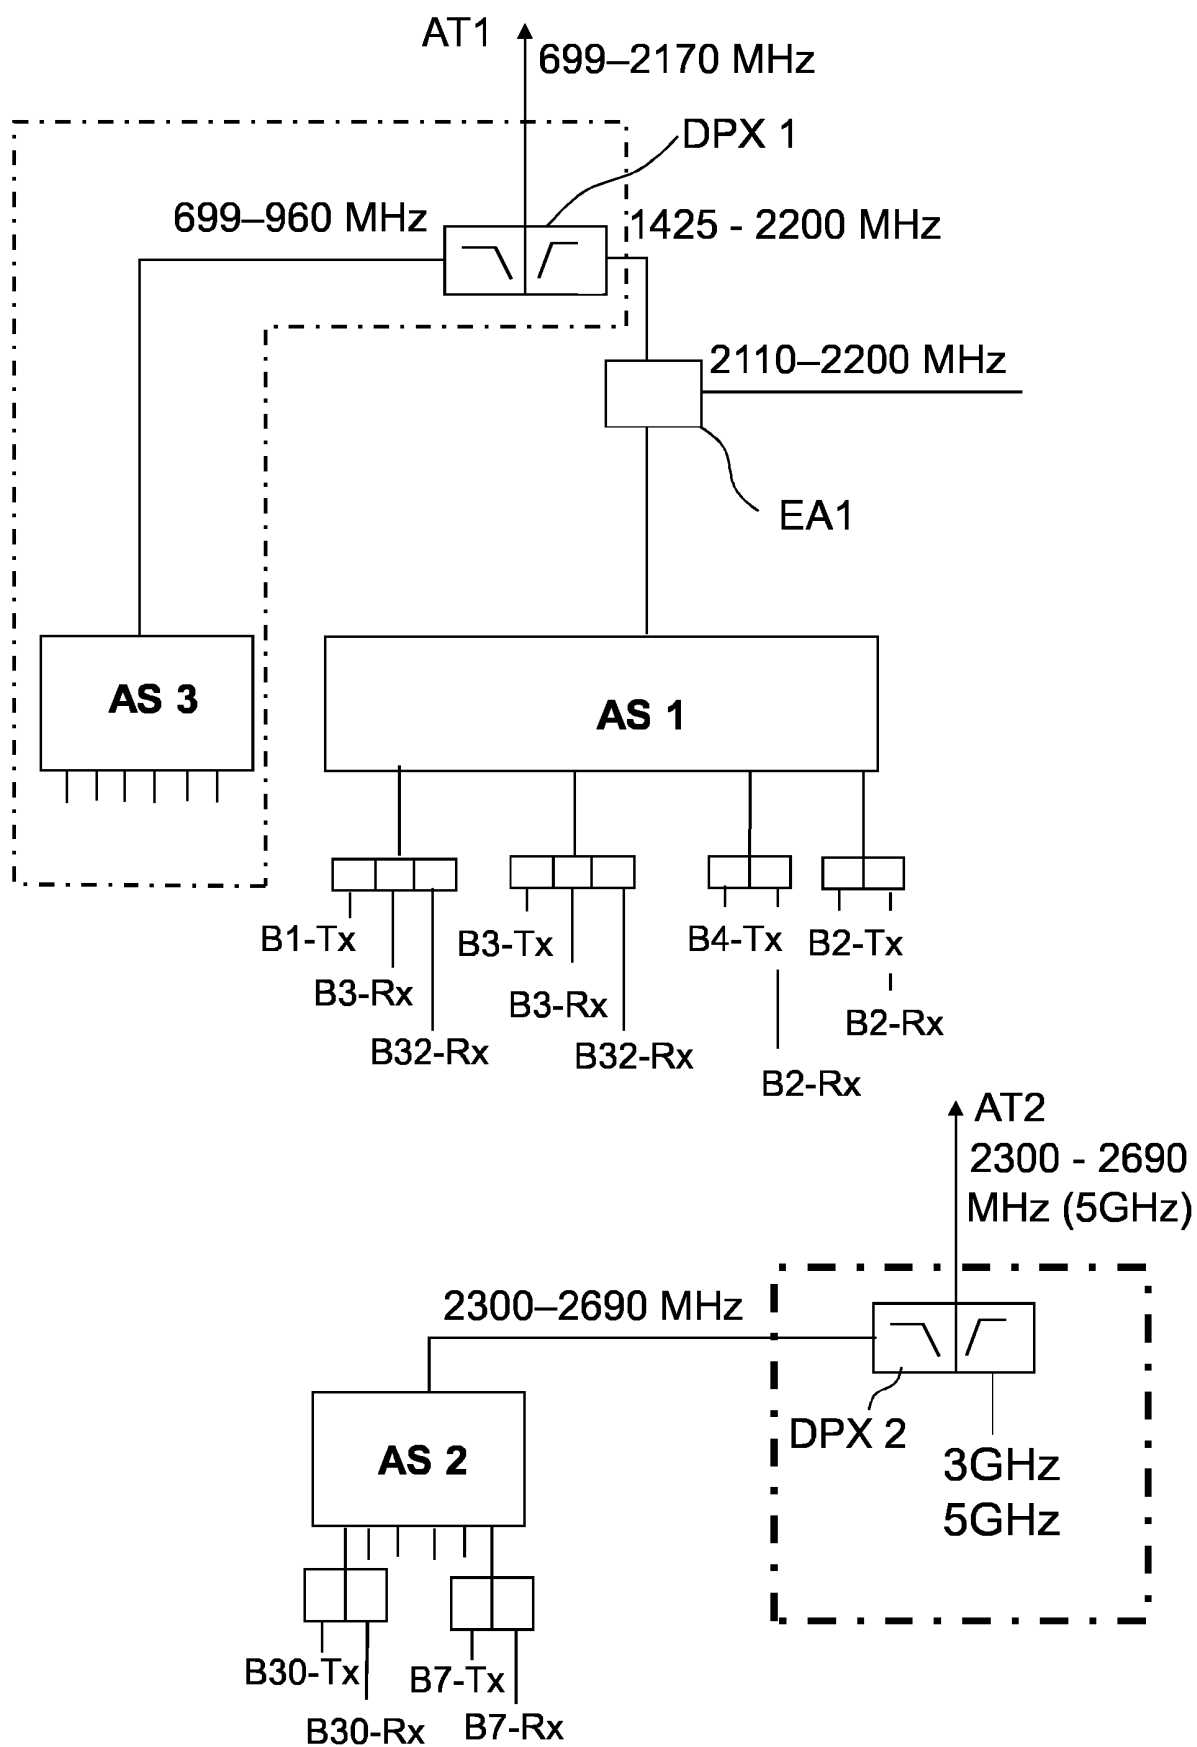 AT1
699–2170 MHz
DPX 1
699–960 MHz
1425 - 2200 MHz
2110–2200 MHz
EA1
AS 3
AS 1
B1-Tx
B3-Tx
B4-Tx
B2-Tx
B3-Rx
B3-Rx
B2-Rx
B32-Rx
B32-Rx
B2-Rx
AT2
2300 - 2690
MHz (5GHz)
2300–2690 MHz
DPX 2
AS 2
3GHz
5GHz
B30-Tx
B7-Tx
B30-Rx
B7-Rx